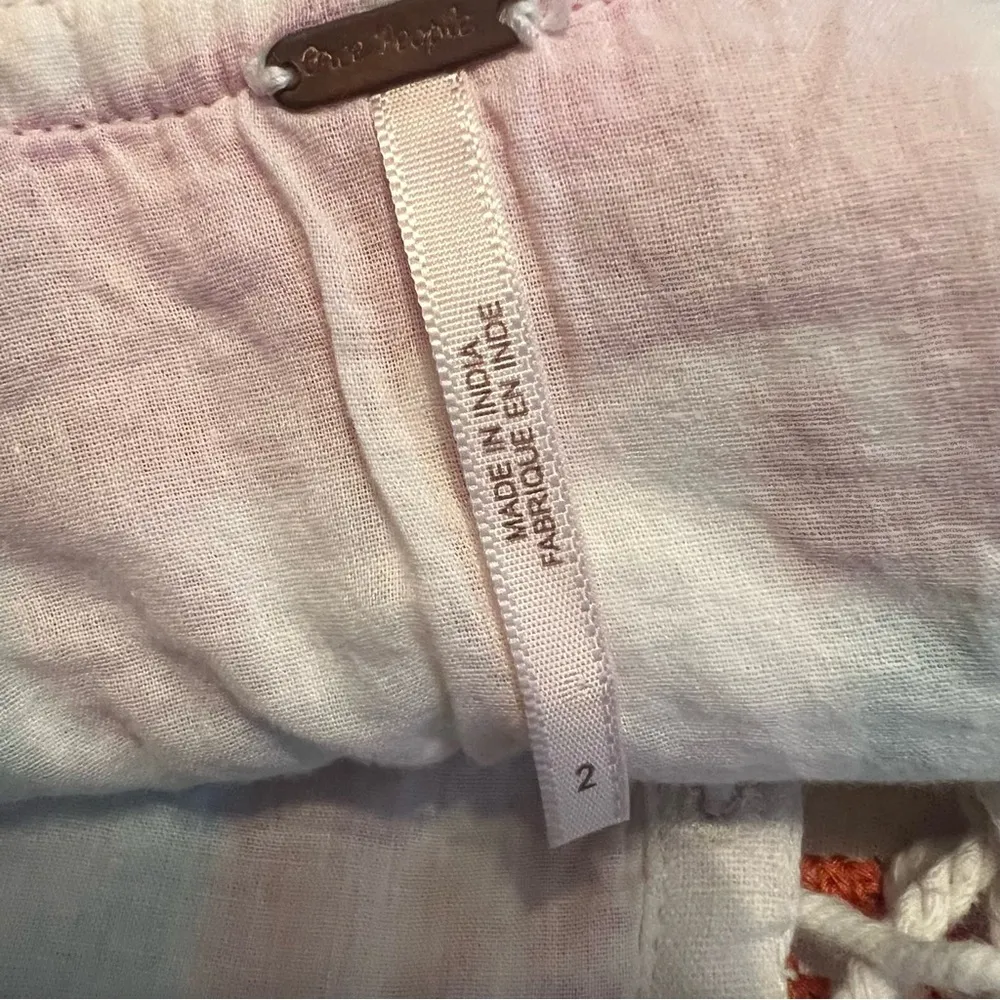 Free People
MADE IN INDIA
FABRIQUE EN INDE
2